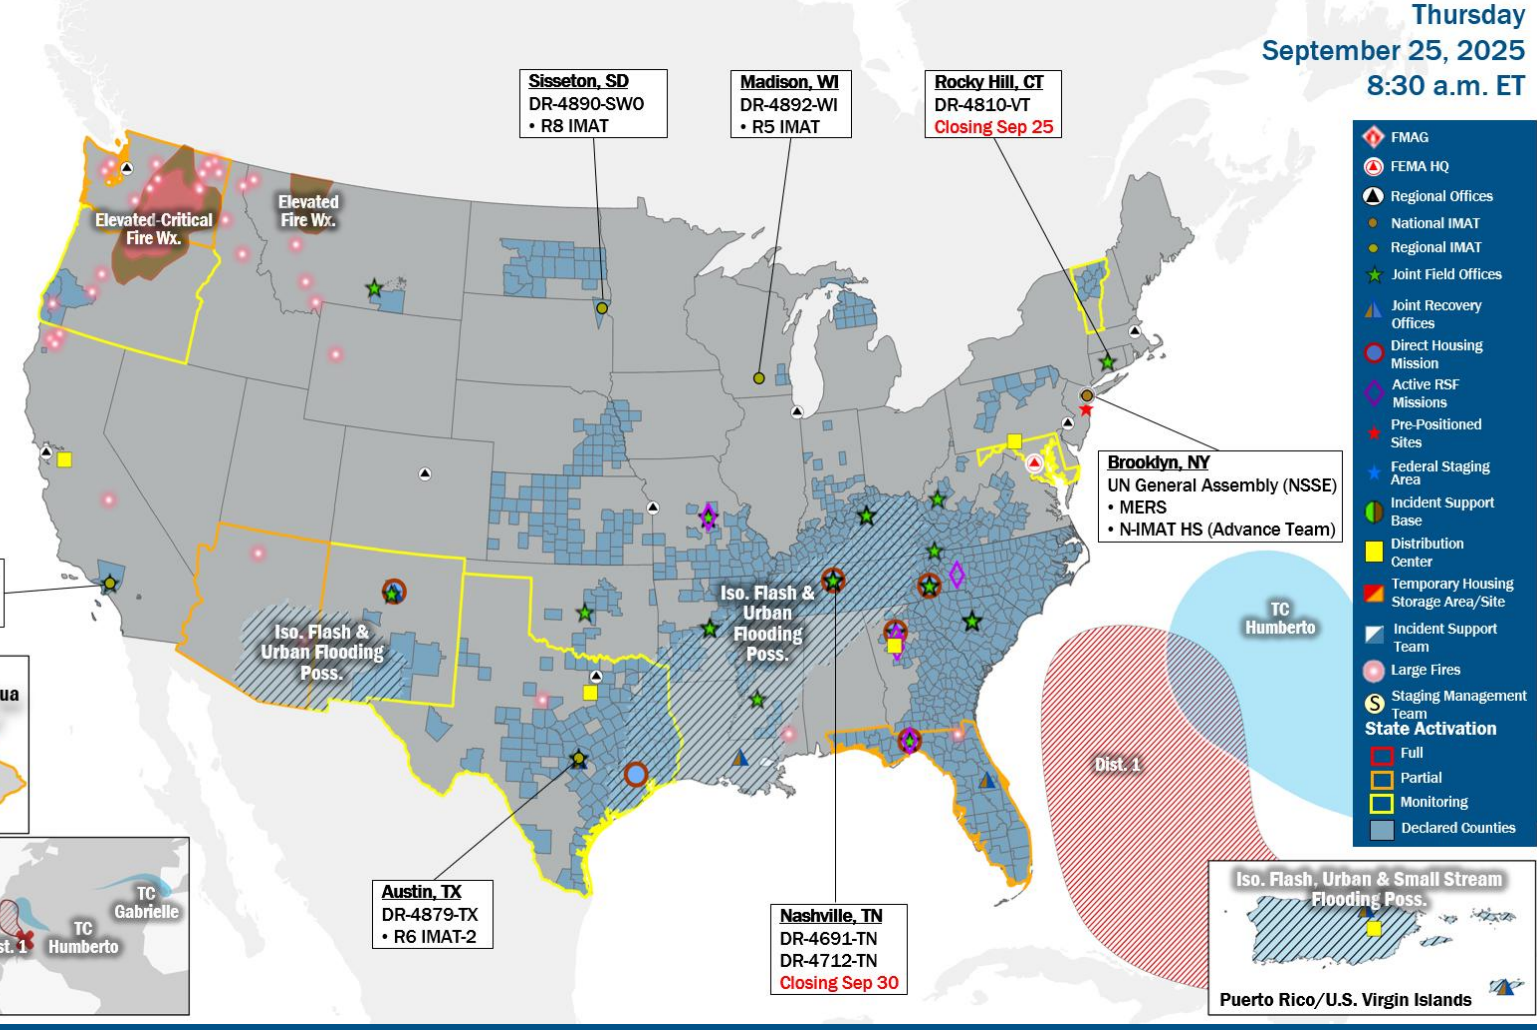 Thursday
September 25, 2025
8:30 a.m. ET
Sisseton, SD
DR-4890-SWO
• R8 IMAT
Madison, WI
DR-4892-WI
• R5 IMAT
Rocky Hill, CT
DR-4810-VT
Closing Sep 25
Elevated-Critical
Fire Wx.
Elevated
Fire Wx.
Brooklyn, NY
UN General Assembly (NSSE)
• MERS
• N-IMAT HS (Advance Team)
Iso. Flash &
Urban Flooding
Poss.
Iso. Flash &
Urban
Flooding
Poss.
TC
Humberto
Dist. 1
Austin, TX
DR-4879-TX
• R6 IMAT-2
Nashville, TN
DR-4691-TN
DR-4712-TN
Closing Sep 30
ua
TC
Gabrielle
TC
Humberto
st. 1
Iso. Flash, Urban & Small Stream
Flooding Poss.
Puerto Rico/U.S. Virgin Islands
FMAG
FEMA HQ
Regional Offices
National IMAT
Regional IMAT
Joint Field Offices
Joint Recovery
Offices
Direct Housing
Mission
Active RSF
Missions
Pre-Positioned
Sites
Federal Staging
Area
Incident Support
Base
Distribution
Center
Temporary Housing
Storage Area/Site
Incident Support
Team
Large Fires
S
Staging Management
Team
State Activation
Full
Partial
Monitoring
Declared Counties